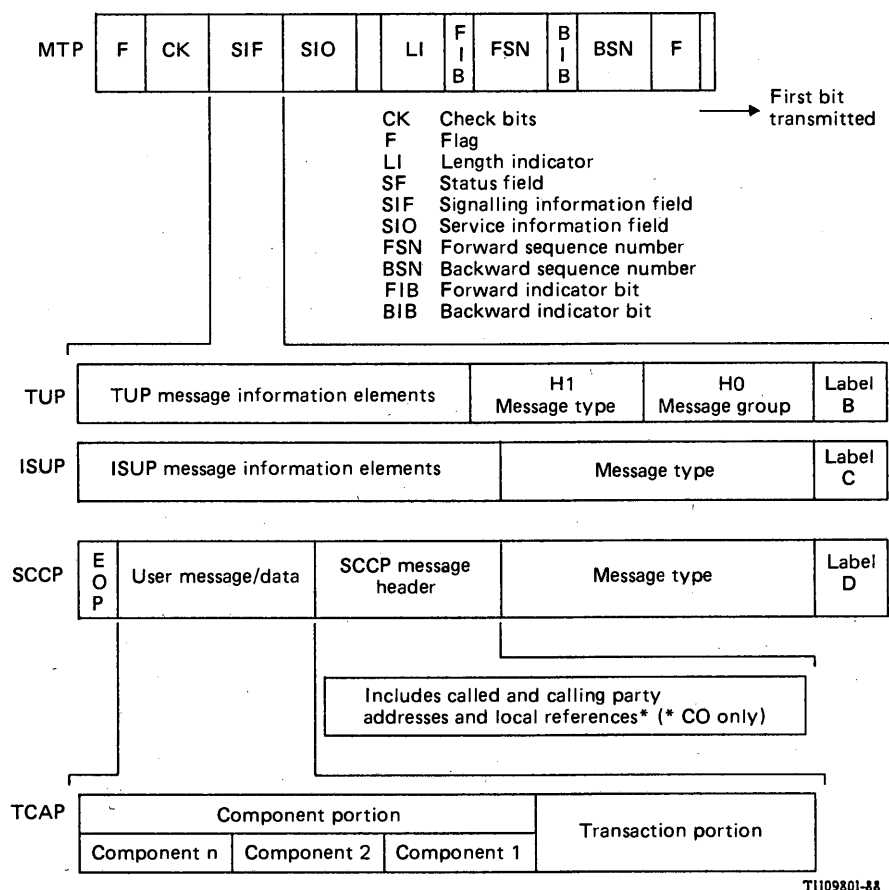 MTP F CK SIF SIO LI FIB FSN BIB BSN F
First bit
transmitted
CK Check bits
F Flag
LI Length indicator
SF Status field
SIF Signalling information field
SIO Service information field
FSN Forward sequence number
BSN Backward sequence number
FIB Forward indicator bit
BIB Backward indicator bit
TUP TUP message information elements H1 Message type H0 Message group Label B
ISUP ISUP message information elements Message type Label C
SCCP EOP User message/data SCCP message header Message type Label D
Includes called and calling party
addresses and local references* (* CO only)
TCAP Component portion Transaction portion
Component n Component 2 Component 1
T1109801-88